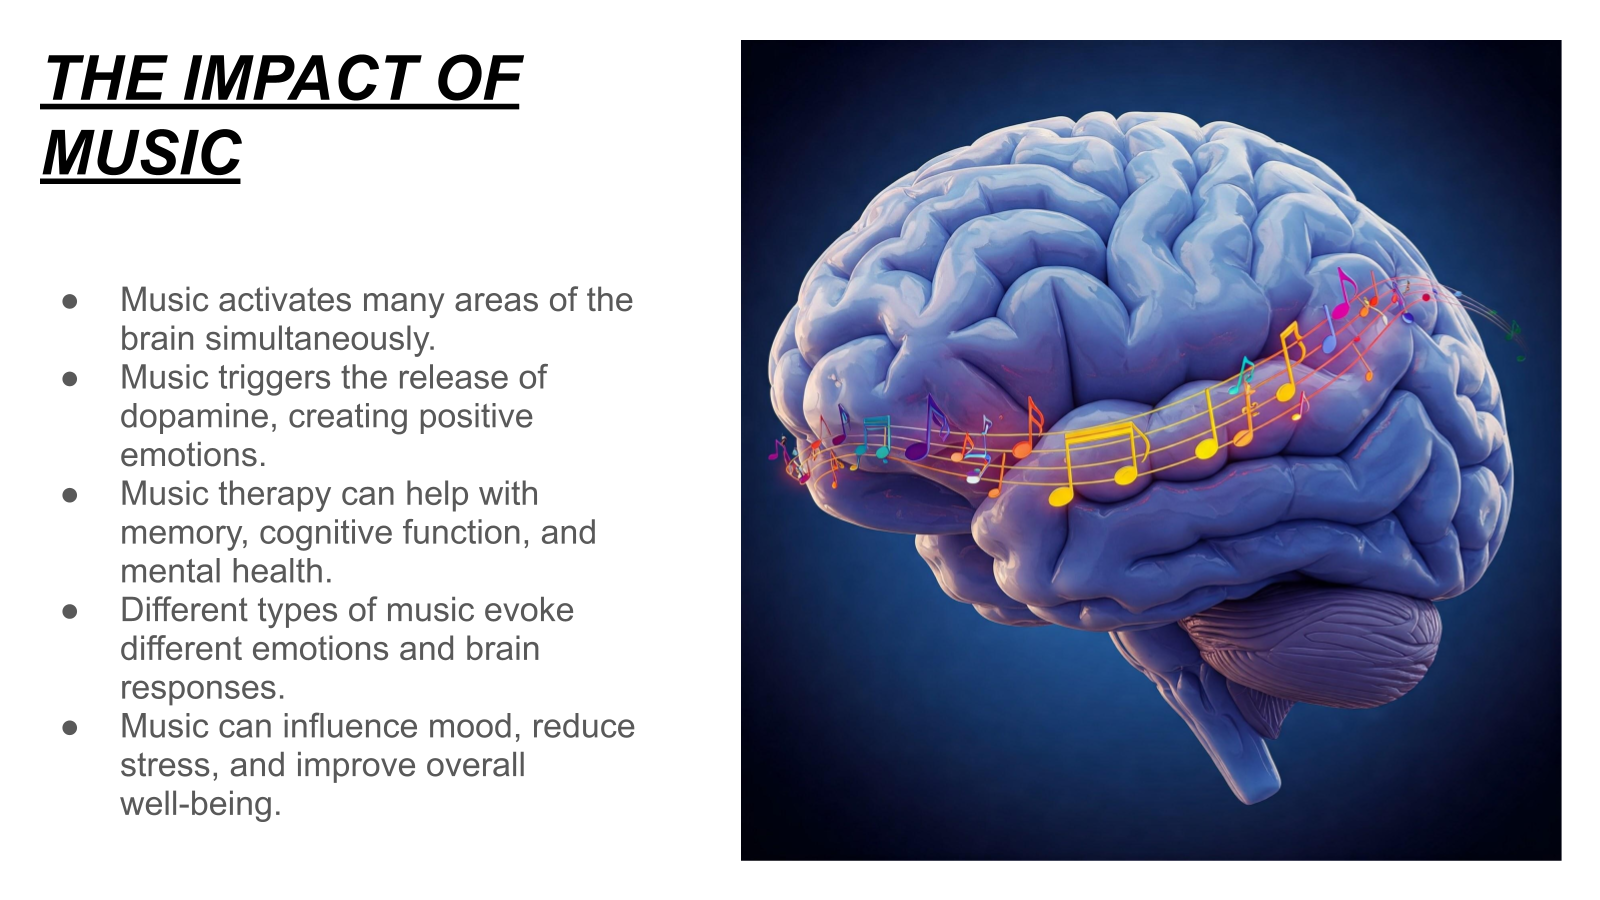 THE IMPACT OF
MUSIC
● Music activates many areas of the
brain simultaneously.
● Music triggers the release of
dopamine, creating positive
emotions.
● Music therapy can help with
memory, cognitive function, and
mental health.
● Different types of music evoke
different emotions and brain
responses.
● Music can influence mood, reduce
stress, and improve overall
well-being.